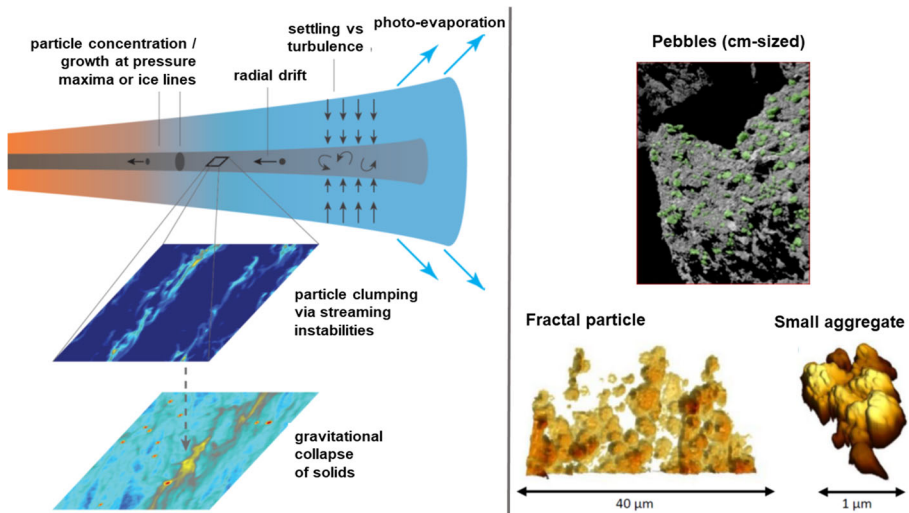 photo-evaporation
settling vs
turbulence
particle concentration /
growth at pressure
maxima or ice lines
radial drift
particle clumping
via streaming
instabilities
gravitational
collapse
of solids
Pebbles (cm-sized)
Fractal particle
Small aggregate
40 µm
1 µm